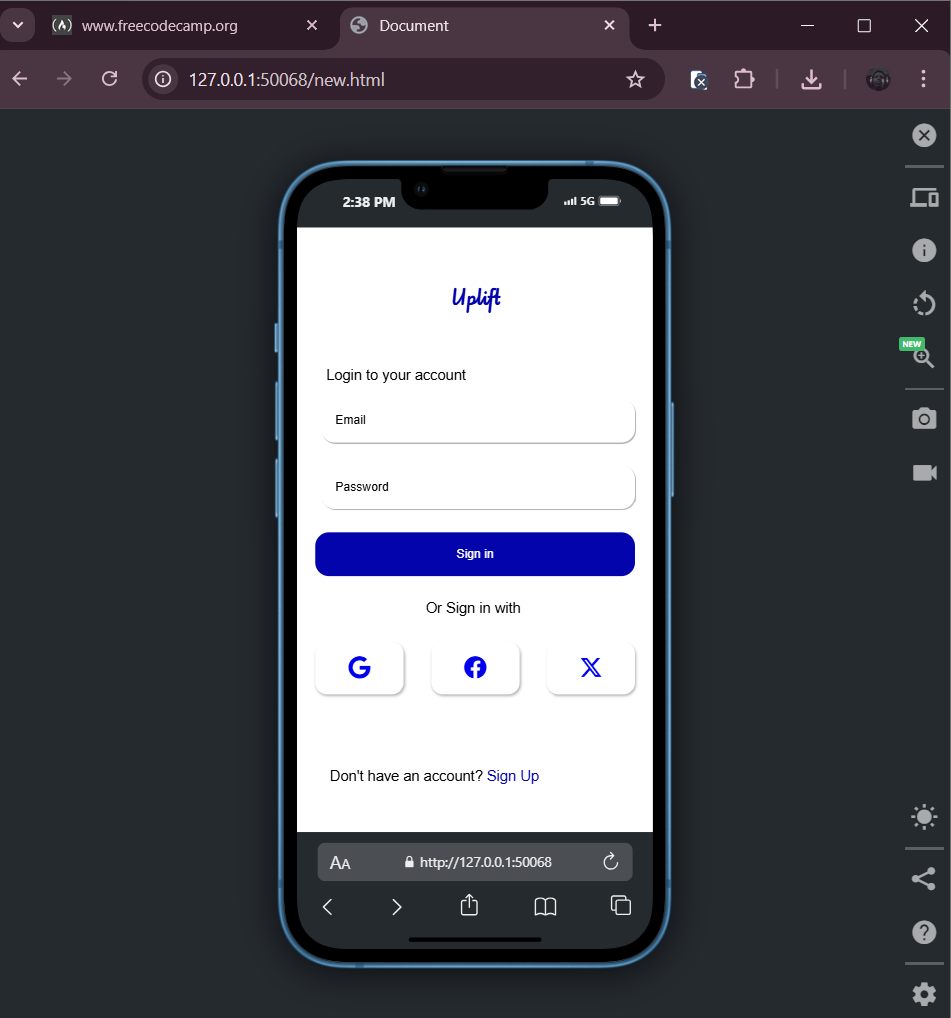 www.freecodecamp.org
Document
127.0.0.1:50068/new.html
2:38 PM
5G
NEW
Uplift
Login to your account
Email
Password
Sign in
Or Sign in with
Don't have an account? Sign Up
AA
http://127.0.0.1:50068